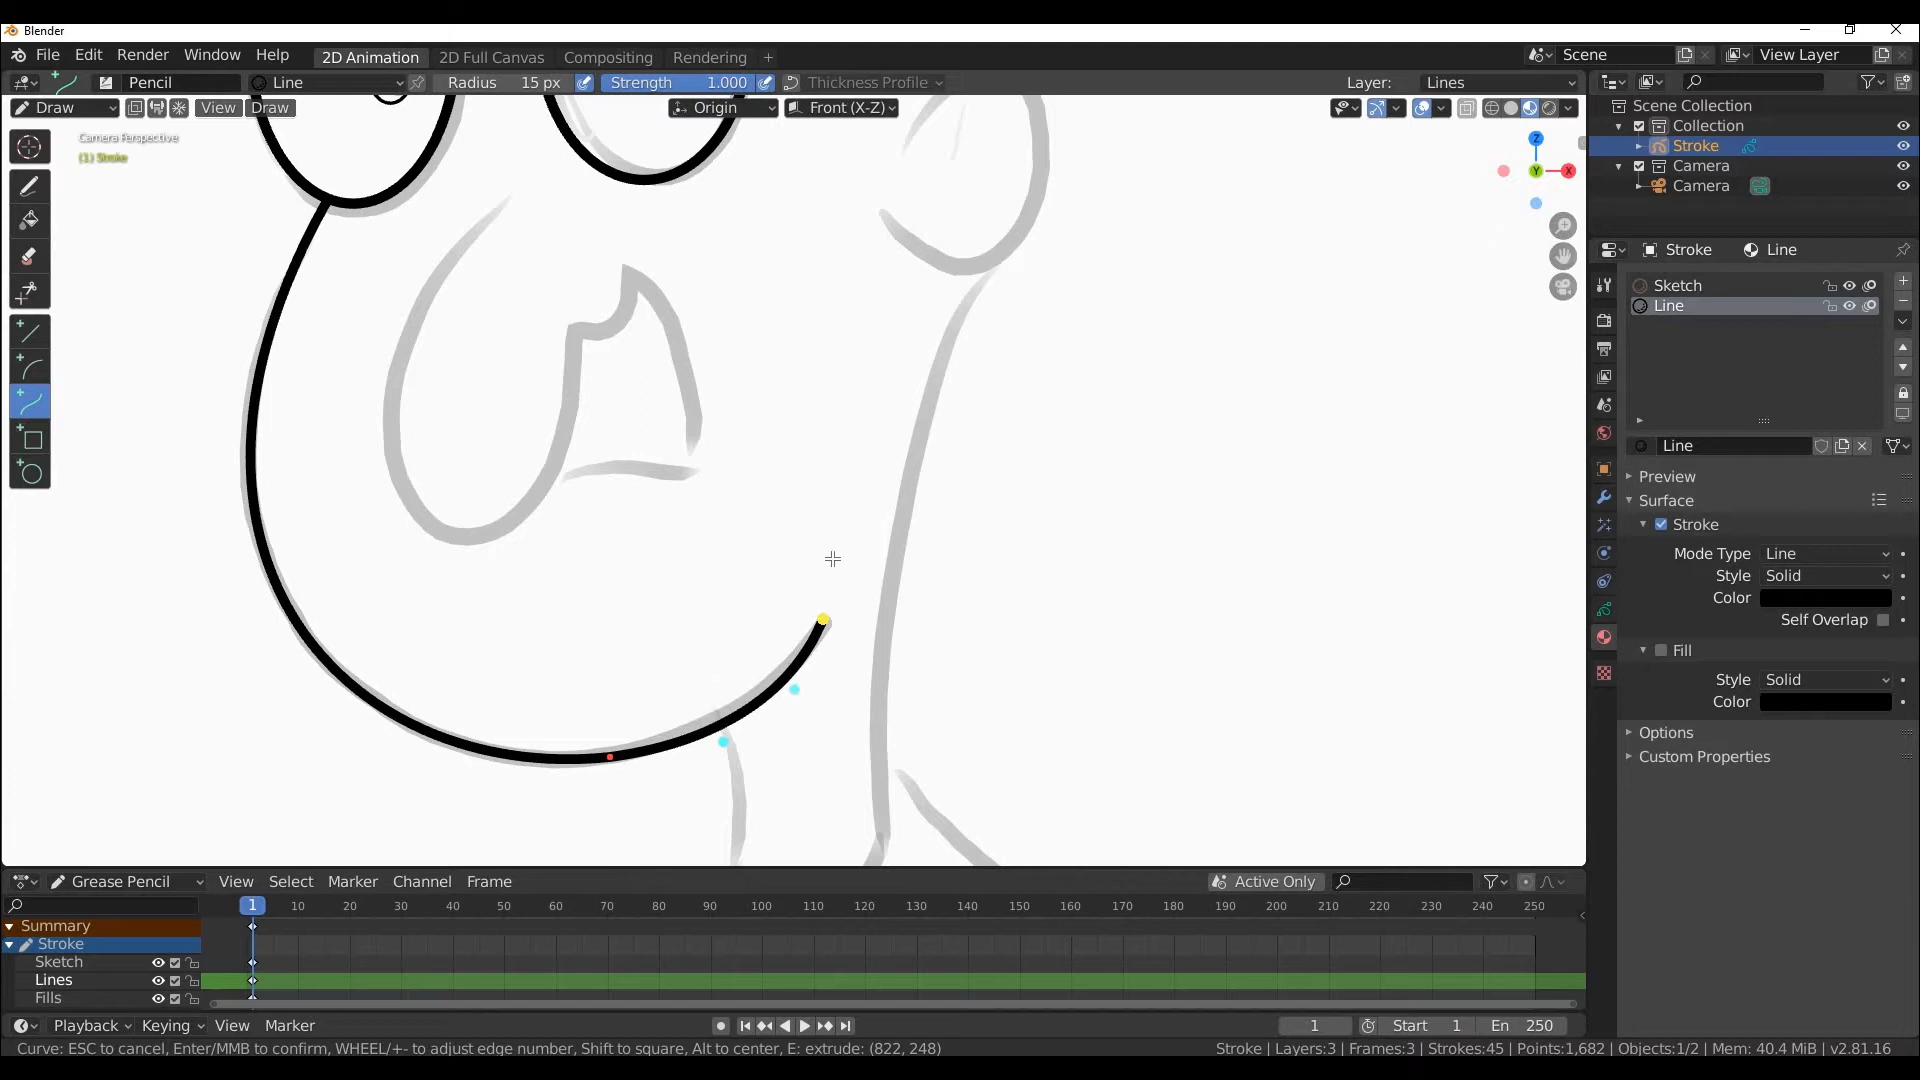 Blender
File Edit Render Window Help 2D Animation 2D Full Canvas Compositing Rendering + Scene View Layer
Pencil Line Radius 15 px Strength 1.000 Thickness Profile Layer: Lines
Draw View Draw Origin Front (X-Z)
Camera Perspective
(1) Stroke
Z
Y
X
Scene Collection
Collection
Stroke
Camera
Camera
Stroke Line
Sketch
Line
Line
Preview
Surface
Stroke
Mode Type Line
Style Solid
Color
Self Overlap
Fill
Style Solid
Color
Options
Custom Properties
Grease Pencil View Select Marker Channel Frame Active Only
1 10 20 30 40 50 60 70 80 90 100 110 120 130 140 150 160 170 180 190 200 210 220 230 240 250
Summary
Stroke
Sketch
Lines
Fills
Playback Keying View Marker 1 Start 1 En 250
Curve: ESC to cancel, Enter/MMB to confirm, WHEEL/+- to adjust edge number, Shift to square, Alt to center, E: extrude: (822, 248) Stroke | Layers:3 | Frames:3 | Strokes:45 | Points:1,682 | Objects:1/2 | Mem: 40.4 MiB | v2.81.16